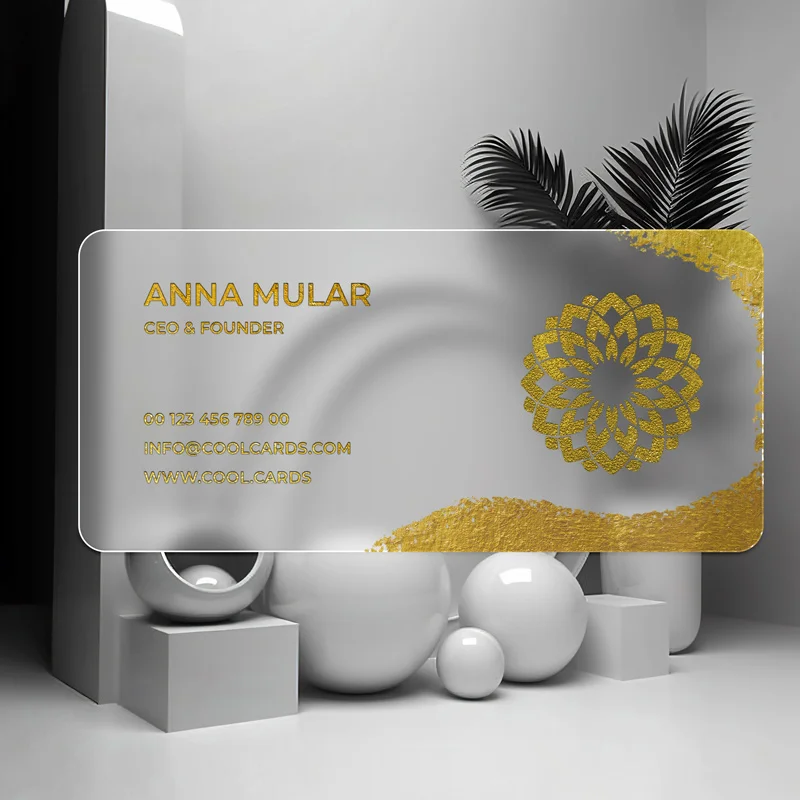 ANNA MULAR
CEO & FOUNDER
00 123 456 789 00
INFO@COOLCARDS.COM
WWW.COOL.CARDS